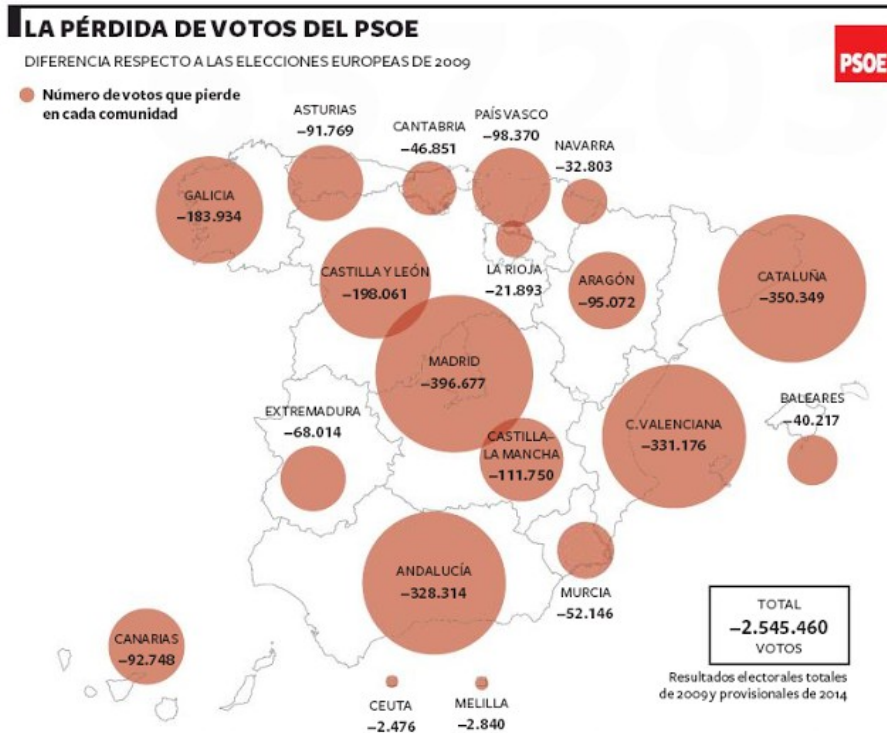 LA PÉRDIDA DE VOTOS DEL PSOE
DIFERENCIA RESPECTO A LAS ELECCIONES EUROPEAS DE 2009
PSOE
Número de votos que pierde
en cada comunidad
ASTURIAS
–91.769
CANTABRIA
–46.851
PAÍS VASCO
–98.370
NAVARRA
–32.803
GALICIA
–183.934
CASTILLA Y LEÓN
–198.061
LA RIOJA
–21.893
ARAGÓN
–95.072
CATALUÑA
–350.349
MADRID
–396.677
EXTREMADURA
–68.014
CASTILLA–
LA MANCHA
–111.750
C.VALENCIANA
–331.176
BALEARES
–40.217
ANDALUCÍA
–328.314
MURCIA
–52.146
CANARIAS
–92.748
CEUTA
–2.476
MELILLA
–2.840
TOTAL
–2.545.460
VOTOS
Resultados electorales totales
de 2009 y provisionales de 2014